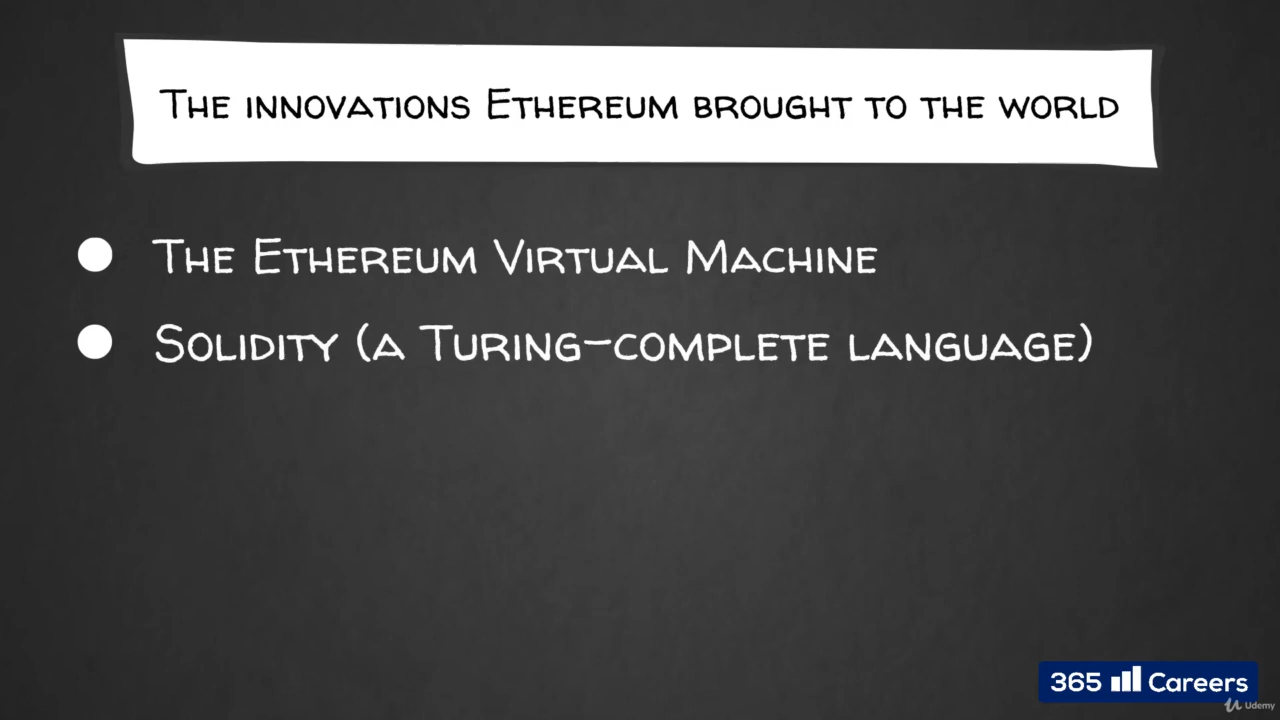 The innovations Ethereum brought to the world
The Ethereum Virtual Machine
Solidity (a Turing-complete language)
365 Careers
Udemy